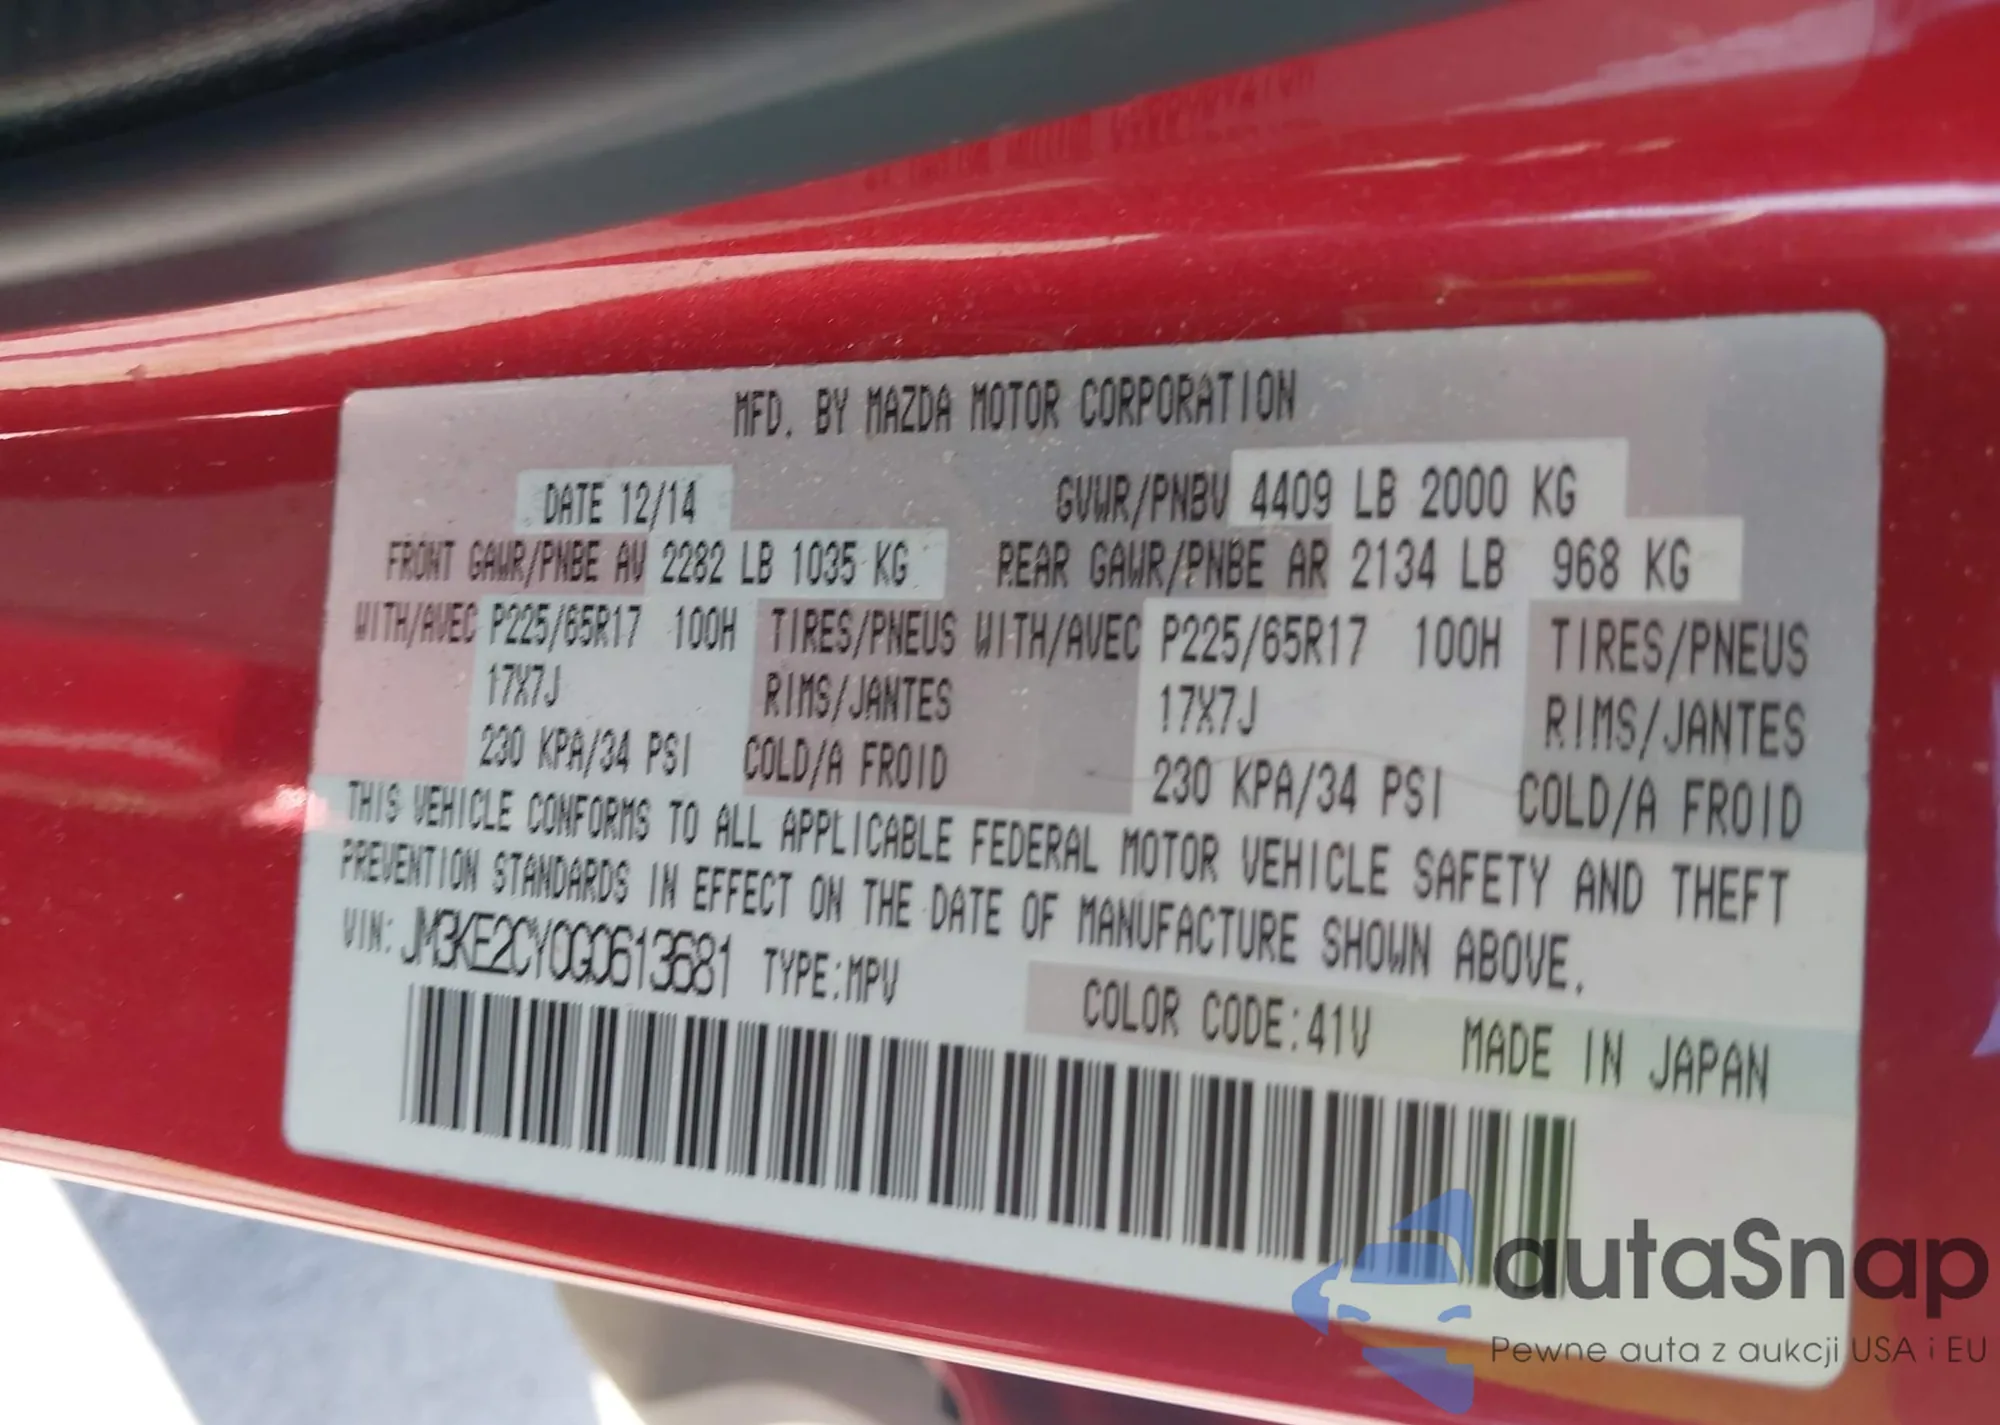 MFD. BY MAZDA MOTOR CORPORATION
DATE 12/14 GVWR/PNBV 4409 LB 2000 KG
FRONT GAWR/PNBE AV 2282 LB 1035 KG REAR GAWR/PNBE AR 2134 LB 968 KG
WITH/AVEC P225/65R17 100H TIRES/PNEUS WITH/AVEC P225/65R17 100H TIRES/PNEUS
17X7J RIMS/JANTES 17X7J RIMS/JANTES
230 KPA/34 PSI COLD/A FROID 230 KPA/34 PSI COLD/A FROID
THIS VEHICLE CONFORMS TO ALL APPLICABLE FEDERAL MOTOR VEHICLE SAFETY AND THEFT
PREVENTION STANDARDS IN EFFECT ON THE DATE OF MANUFACTURE SHOWN ABOVE.
VIN: JM3KE2CY0G0613681 TYPE:MPV
COLOR CODE:41V MADE IN JAPAN
autaSnap
Pewne auta z aukcji USA i EU